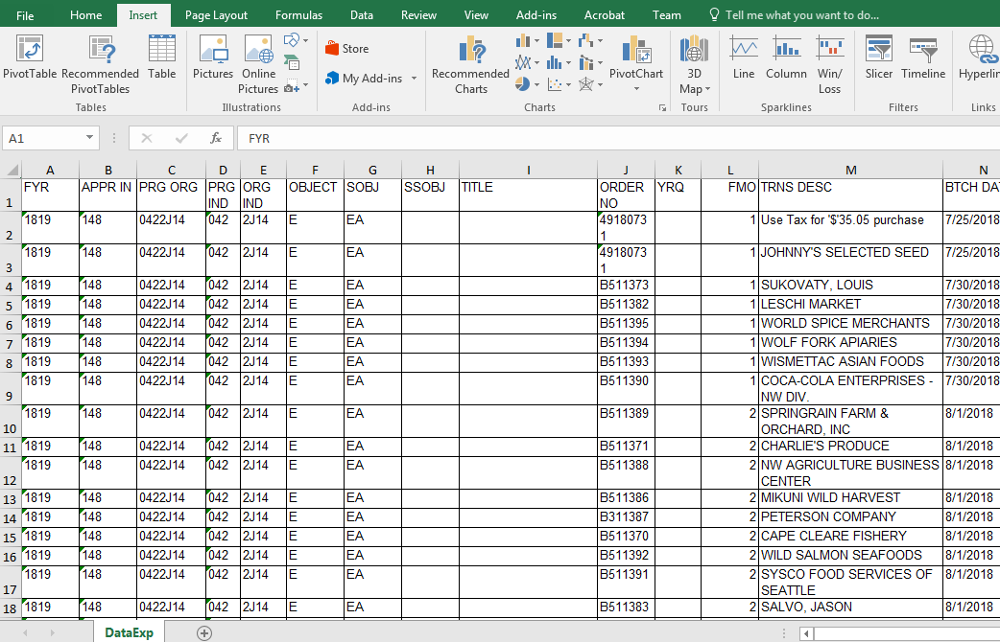 File Home Insert Page Layout Formulas Data Review View Add-ins Acrobat Team Tell me what you want to do...
PivotTable Recommended PivotTables Table Pictures Online Pictures Store My Add-ins Recommended Charts PivotChart 3D Map Line Column Win/ Loss Slicer Timeline Hyperlin
Tables Illustrations Add-ins Charts Tours Sparklines Filters Links
A1 fx FYR
A B C D E F G H I J K L M N
1 FYR APPR IN PRG ORG PRG IND ORG IND OBJECT SOBJ SSOBJ TITLE ORDER NO YRQ FMO TRNS DESC BTCH DA
2 1819 148 0422J14 042 2J14 E EA 49180731 1 Use Tax for '$'35.05 purchase 7/25/2018
3 1819 148 0422J14 042 2J14 E EA 49180731 1 JOHNNY'S SELECTED SEED 7/25/2018
4 1819 148 0422J14 042 2J14 E EA B511373 1 SUKOVATY, LOUIS 7/30/2018
5 1819 148 0422J14 042 2J14 E EA B511382 1 LESCHI MARKET 7/30/2018
6 1819 148 0422J14 042 2J14 E EA B511395 1 WORLD SPICE MERCHANTS 7/30/2018
7 1819 148 0422J14 042 2J14 E EA B511394 1 WOLF FORK APIARIES 7/30/2018
8 1819 148 0422J14 042 2J14 E EA B511393 1 WISMETTAC ASIAN FOODS 7/30/2018
9 1819 148 0422J14 042 2J14 E EA B511390 1 COCA-COLA ENTERPRISES - NW DIV. 7/30/2018
10 1819 148 0422J14 042 2J14 E EA B511389 2 SPRINGRAIN FARM & ORCHARD, INC 8/1/2018
11 1819 148 0422J14 042 2J14 E EA B511371 2 CHARLIE'S PRODUCE 8/1/2018
12 1819 148 0422J14 042 2J14 E EA B511388 2 NW AGRICULTURE BUSINESS CENTER 8/1/2018
13 1819 148 0422J14 042 2J14 E EA B511386 2 MIKUNI WILD HARVEST 8/1/2018
14 1819 148 0422J14 042 2J14 E EA B311387 2 PETERSON COMPANY 8/1/2018
15 1819 148 0422J14 042 2J14 E EA B511370 2 CAPE CLEARE FISHERY 8/1/2018
16 1819 148 0422J14 042 2J14 E EA B511392 2 WILD SALMON SEAFOODS 8/1/2018
17 1819 148 0422J14 042 2J14 E EA B511391 2 SYSCO FOOD SERVICES OF SEATTLE 8/1/2018
18 1819 148 0422J14 042 2J14 E EA B511383 2 SALVO, JASON 8/1/2018
DataExp